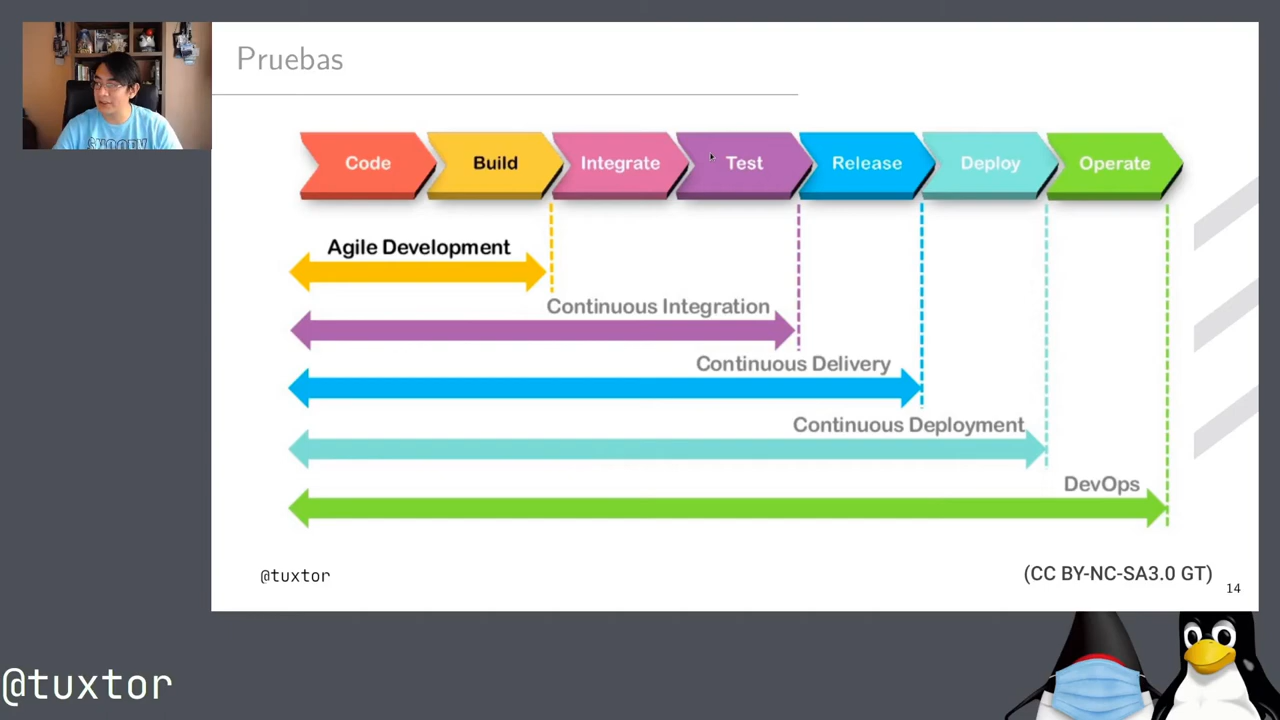 Pruebas
Code
Build
Integrate
Test
Release
Deploy
Operate
Agile Development
Continuous Integration
Continuous Delivery
Continuous Deployment
DevOps
@tuxtor
(CC BY-NC-SA3.0 GT)
14
@tuxtor